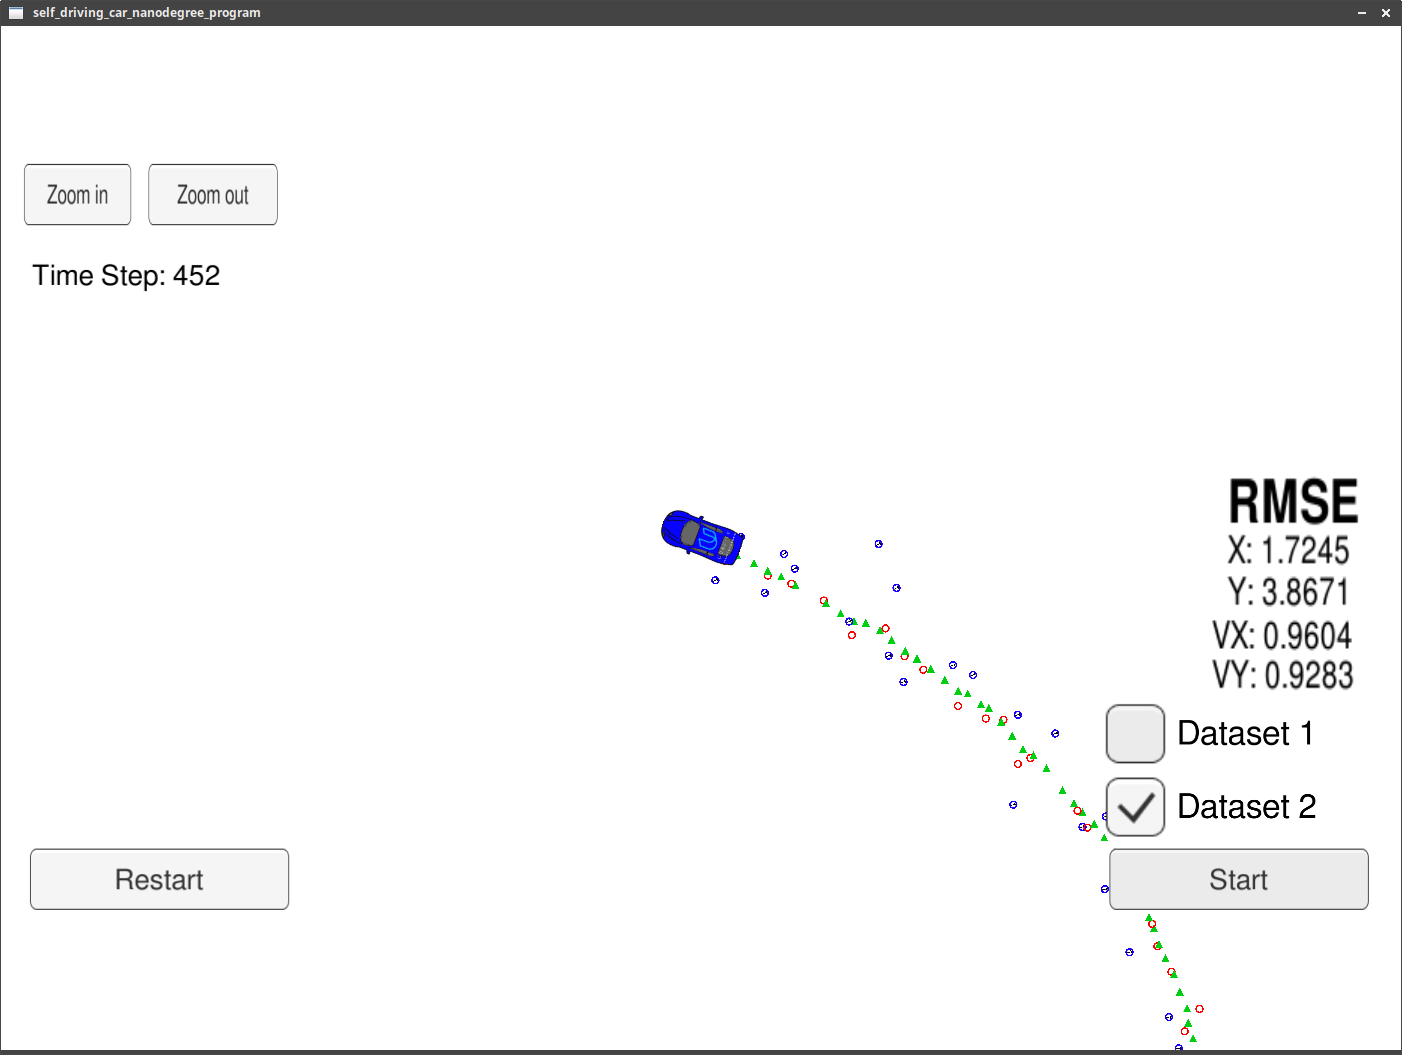 self_driving_car_nanodegree_program
Zoom in Zoom out
Time Step: 452
RMSE
X: 1.7245
Y: 3.8671
VX: 0.9604
VY: 0.9283
Dataset 1
Dataset 2
Restart Start